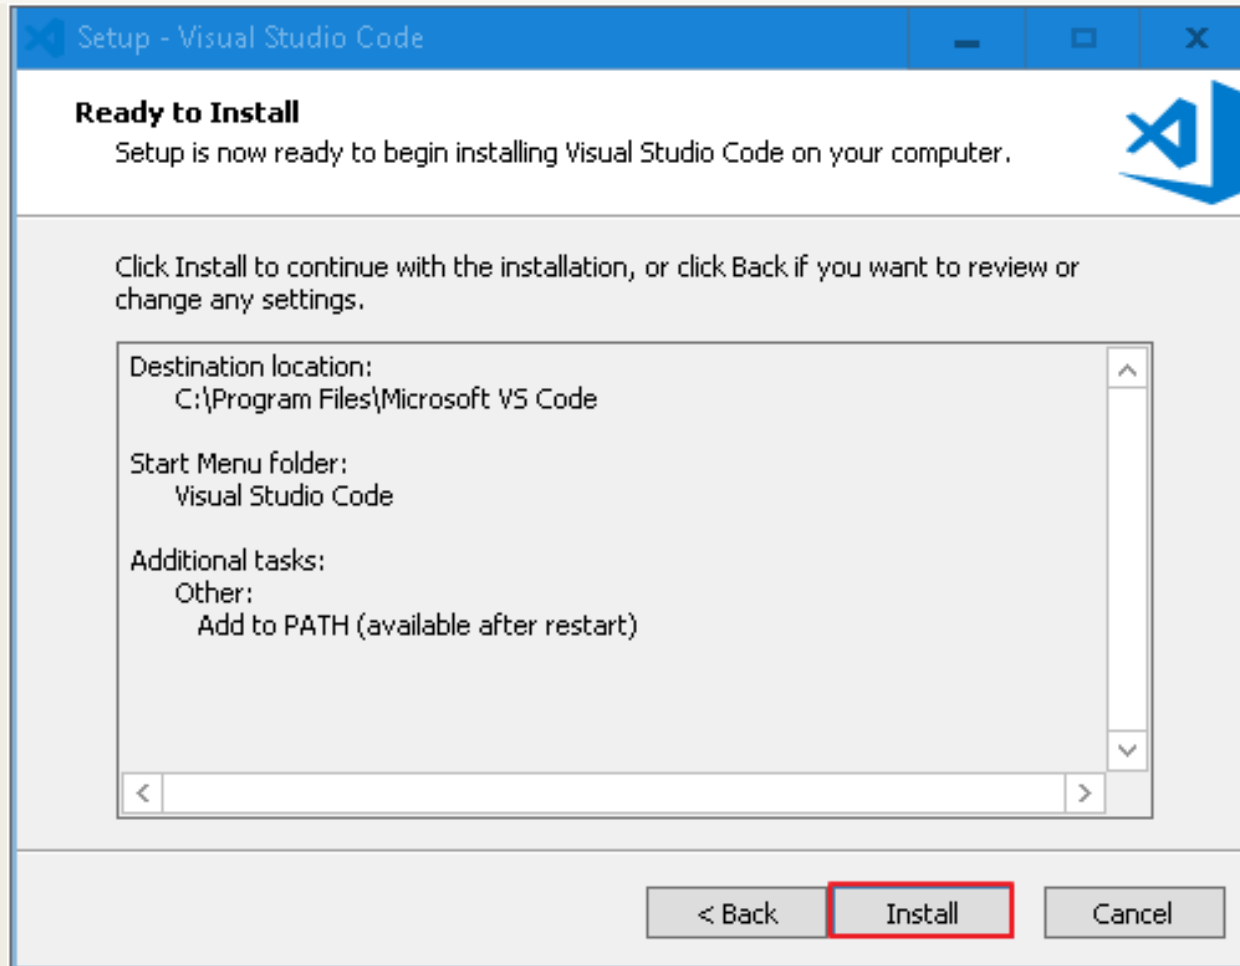 Setup - Visual Studio Code
Ready to Install
Setup is now ready to begin installing Visual Studio Code on your computer.
Click Install to continue with the installation, or click Back if you want to review or
change any settings.
Destination location:
C:\Program Files\Microsoft VS Code
Start Menu folder:
Visual Studio Code
Additional tasks:
Other:
Add to PATH (available after restart)
< Back
Install
Cancel